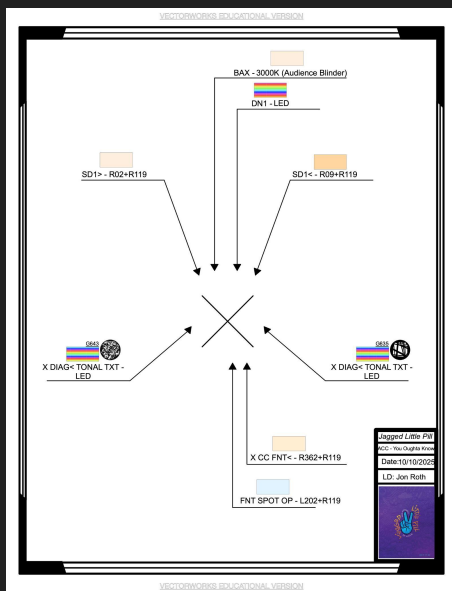 VECTORWORKS EDUCATIONAL VERSION
BAX - 3000K (Audience Blinder)
DN1 - LED
SD1> - R02+R119
SD1< - R09+R119
G643
X DIAG< TONAL TXT -
LED
G635
X DIAG< TONAL TXT -
LED
X CC FNT< - R362+R119
FNT SPOT OP - L202+R119
Jagged Little Pill
ACC - You Oughta Know
Date:10/10/2025
LD: Jon Roth
VECTORWORKS EDUCATIONAL VERSION